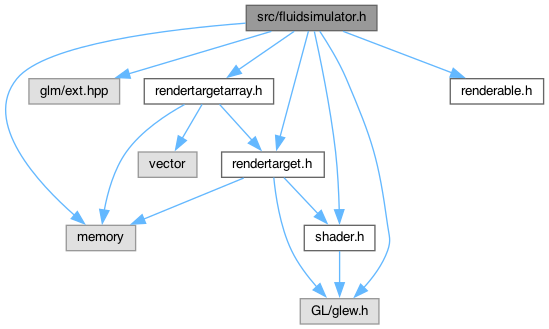 src/fluidsimulator.h
glm/ext.hpp
rendertargetarray.h
renderable.h
vector
rendertarget.h
memory
shader.h
GL/glew.h